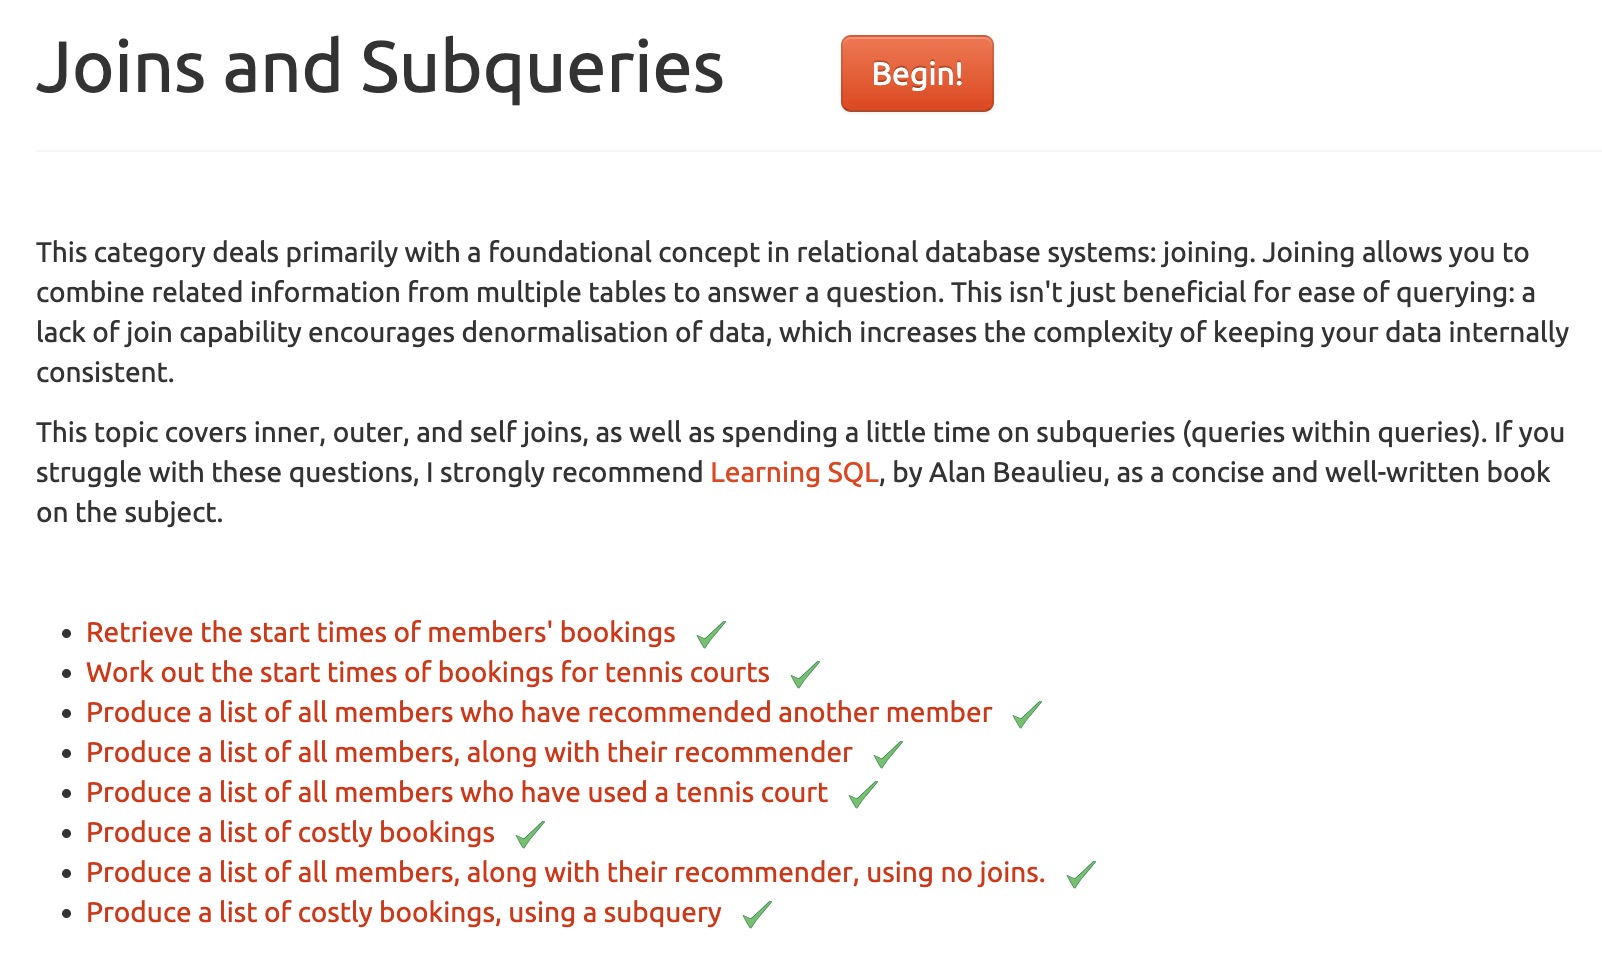 Joins and Subqueries
Begin!
This category deals primarily with a foundational concept in relational database systems: joining. Joining allows you to
combine related information from multiple tables to answer a question. This isn't just beneficial for ease of querying: a
lack of join capability encourages denormalisation of data, which increases the complexity of keeping your data internally
consistent.
This topic covers inner, outer, and self joins, as well as spending a little time on subqueries (queries within queries). If you
struggle with these questions, I strongly recommend Learning SQL, by Alan Beaulieu, as a concise and well-written book
on the subject.
Retrieve the start times of members' bookings
Work out the start times of bookings for tennis courts
Produce a list of all members who have recommended another member
Produce a list of all members, along with their recommender
Produce a list of all members who have used a tennis court
Produce a list of costly bookings
Produce a list of all members, along with their recommender, using no joins.
Produce a list of costly bookings, using a subquery